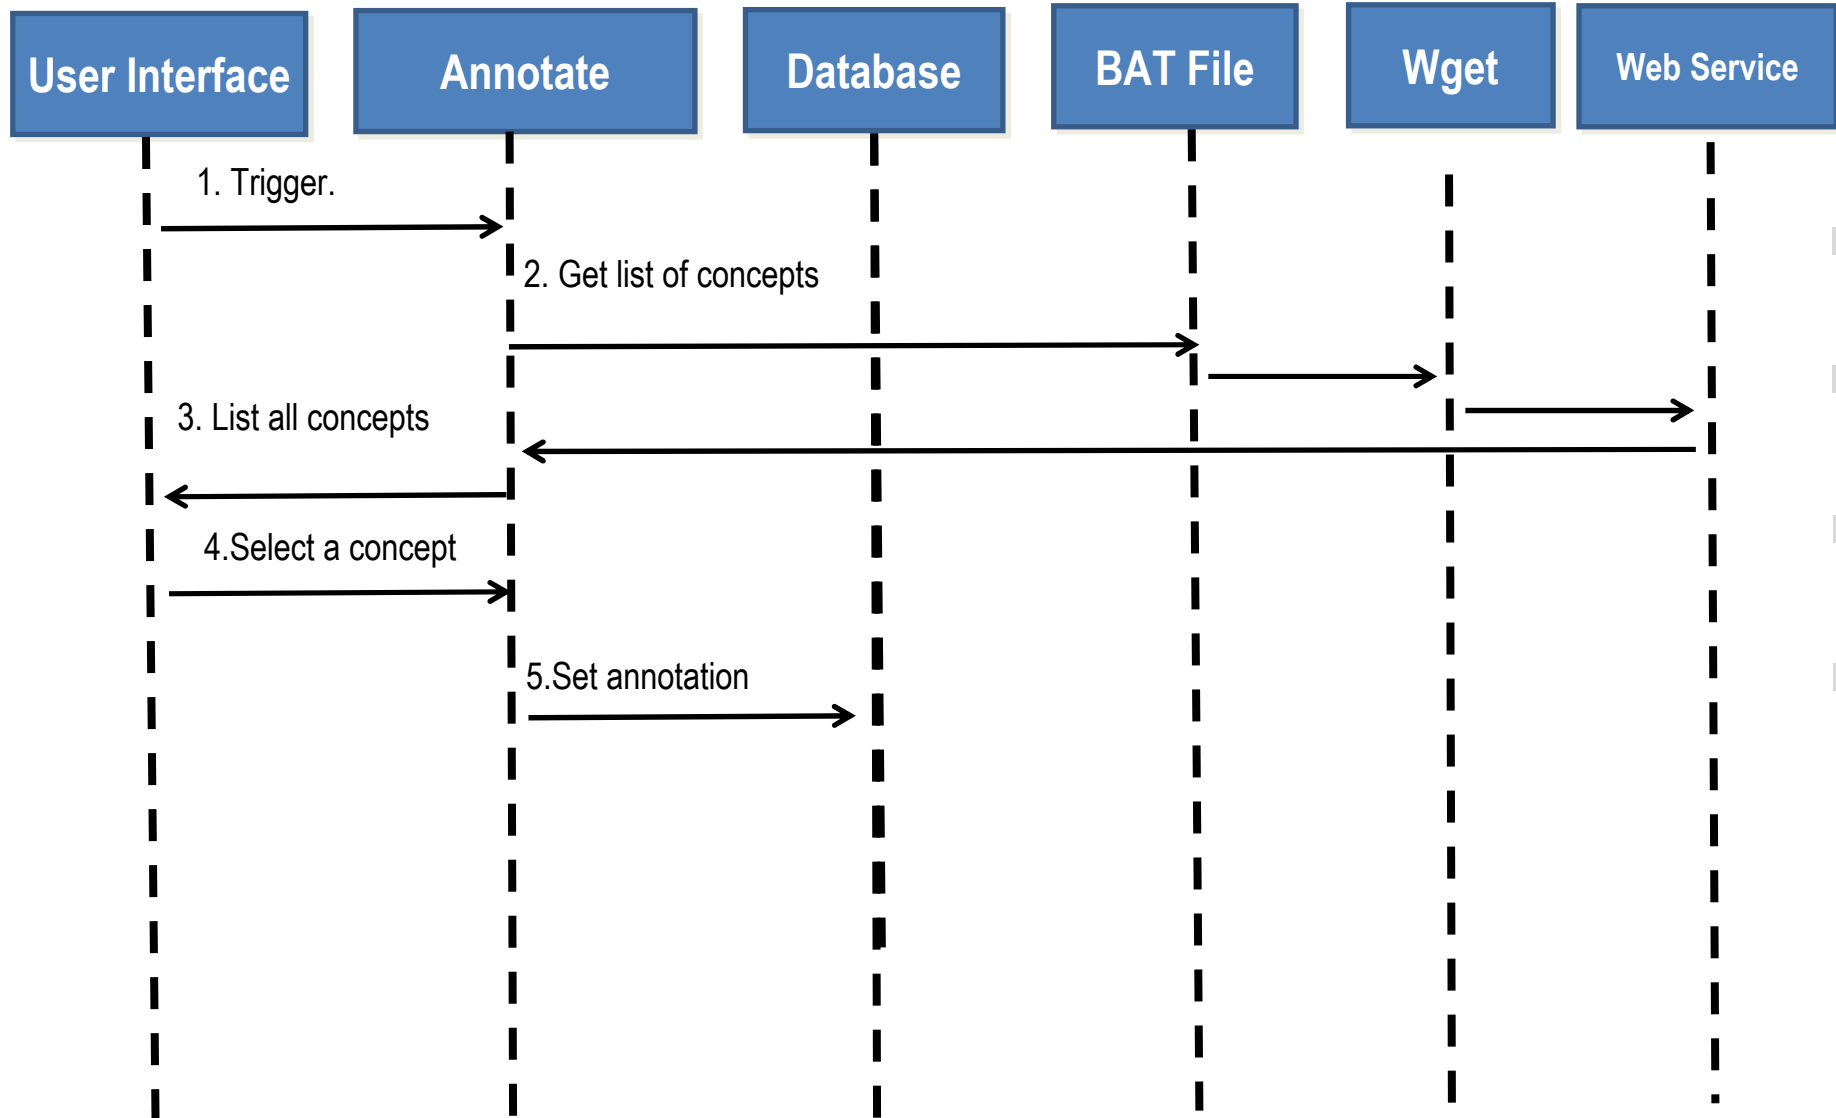 User Interface
Annotate
Database
BAT File
Wget
Web Service
1. Trigger.
2. Get list of concepts
3. List all concepts
4.Select a concept
5.Set annotation